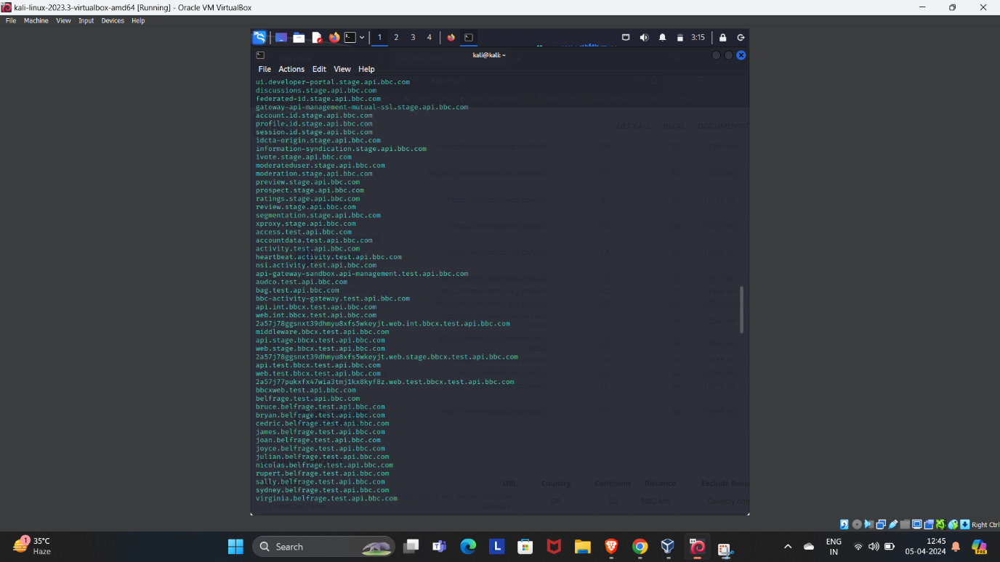 kali-linux-2023.3-virtualbox-amd64 [Running] - Oracle VM VirtualBox
File Machine View Input Devices Help
1 2 3 4 3:15
kali@kali: ~
File Actions Edit View Help
ui.developer-portal.stage.api.bbc.com
discussions.stage.api.bbc.com
federated-id.stage.api.bbc.com
gateway-api-management-mutual-ssl.stage.api.bbc.com
account.id.stage.api.bbc.com
profile.id.stage.api.bbc.com
GET KALI BLOG DOCUMENTAT
session.id.stage.api.bbc.com
idcta-origin.stage.api.bbc.com
information-syndication.stage.api.bbc.com
ivote.stage.api.bbc.com
moderateduser.stage.api.bbc.com
moderation.stage.api.bbc.com
preview.stage.api.bbc.com
prospect.stage.api.bbc.com
ratings.stage.api.bbc.com
review.stage.api.bbc.com
segmentation.stage.api.bbc.com
xproxy.stage.api.bbc.com
access.test.api.bbc.com
accountdata.test.api.bbc.com
activity.test.api.bbc.com
heartbeat.activity.test.api.bbc.com
nsi.activity.test.api.bbc.com
api-gateway-sandbox.api-management.test.api.bbc.com
audco.test.api.bbc.com
bag.test.api.bbc.com
bbc-activity-gateway.test.api.bbc.com
api.int.bbcx.test.api.bbc.com
web.int.bbcx.test.api.bbc.com
2a57j78ggsnxt39dhmyu8xfs5wkeyjt.web.int.bbcx.test.api.bbc.com
middleware.bbcx.test.api.bbc.com
api.stage.bbcx.test.api.bbc.com
web.stage.bbcx.test.api.bbc.com
2a57j78ggsnxt39dhmyu8xfs5wkeyjt.web.stage.bbcx.test.api.bbc.com
api.test.bbcx.test.api.bbc.com
web.test.bbcx.test.api.bbc.com
2a57j77pukxfx47wia3tmj1kx8kyf8z.web.test.bbcx.test.api.bbc.com
bbcxweb.test.api.bbc.com
belfrage.test.api.bbc.com
bruce.belfrage.test.api.bbc.com
bryan.belfrage.test.api.bbc.com
cedric.belfrage.test.api.bbc.com
james.belfrage.test.api.bbc.com
joan.belfrage.test.api.bbc.com
joyce.belfrage.test.api.bbc.com
julian.belfrage.test.api.bbc.com
nicolas.belfrage.test.api.bbc.com
rupert.belfrage.test.api.bbc.com
sally.belfrage.test.api.bbc.com
URL Country Continent Distance Exclude Reas
sydney.belfrage.test.api.bbc.com
virginia.belfrage.test.api.bbc.com
GR EU 5062 km Country onl
Right Ctrl
1 35°C
Haze
Search
ENG
IN
12:45
05-04-2024